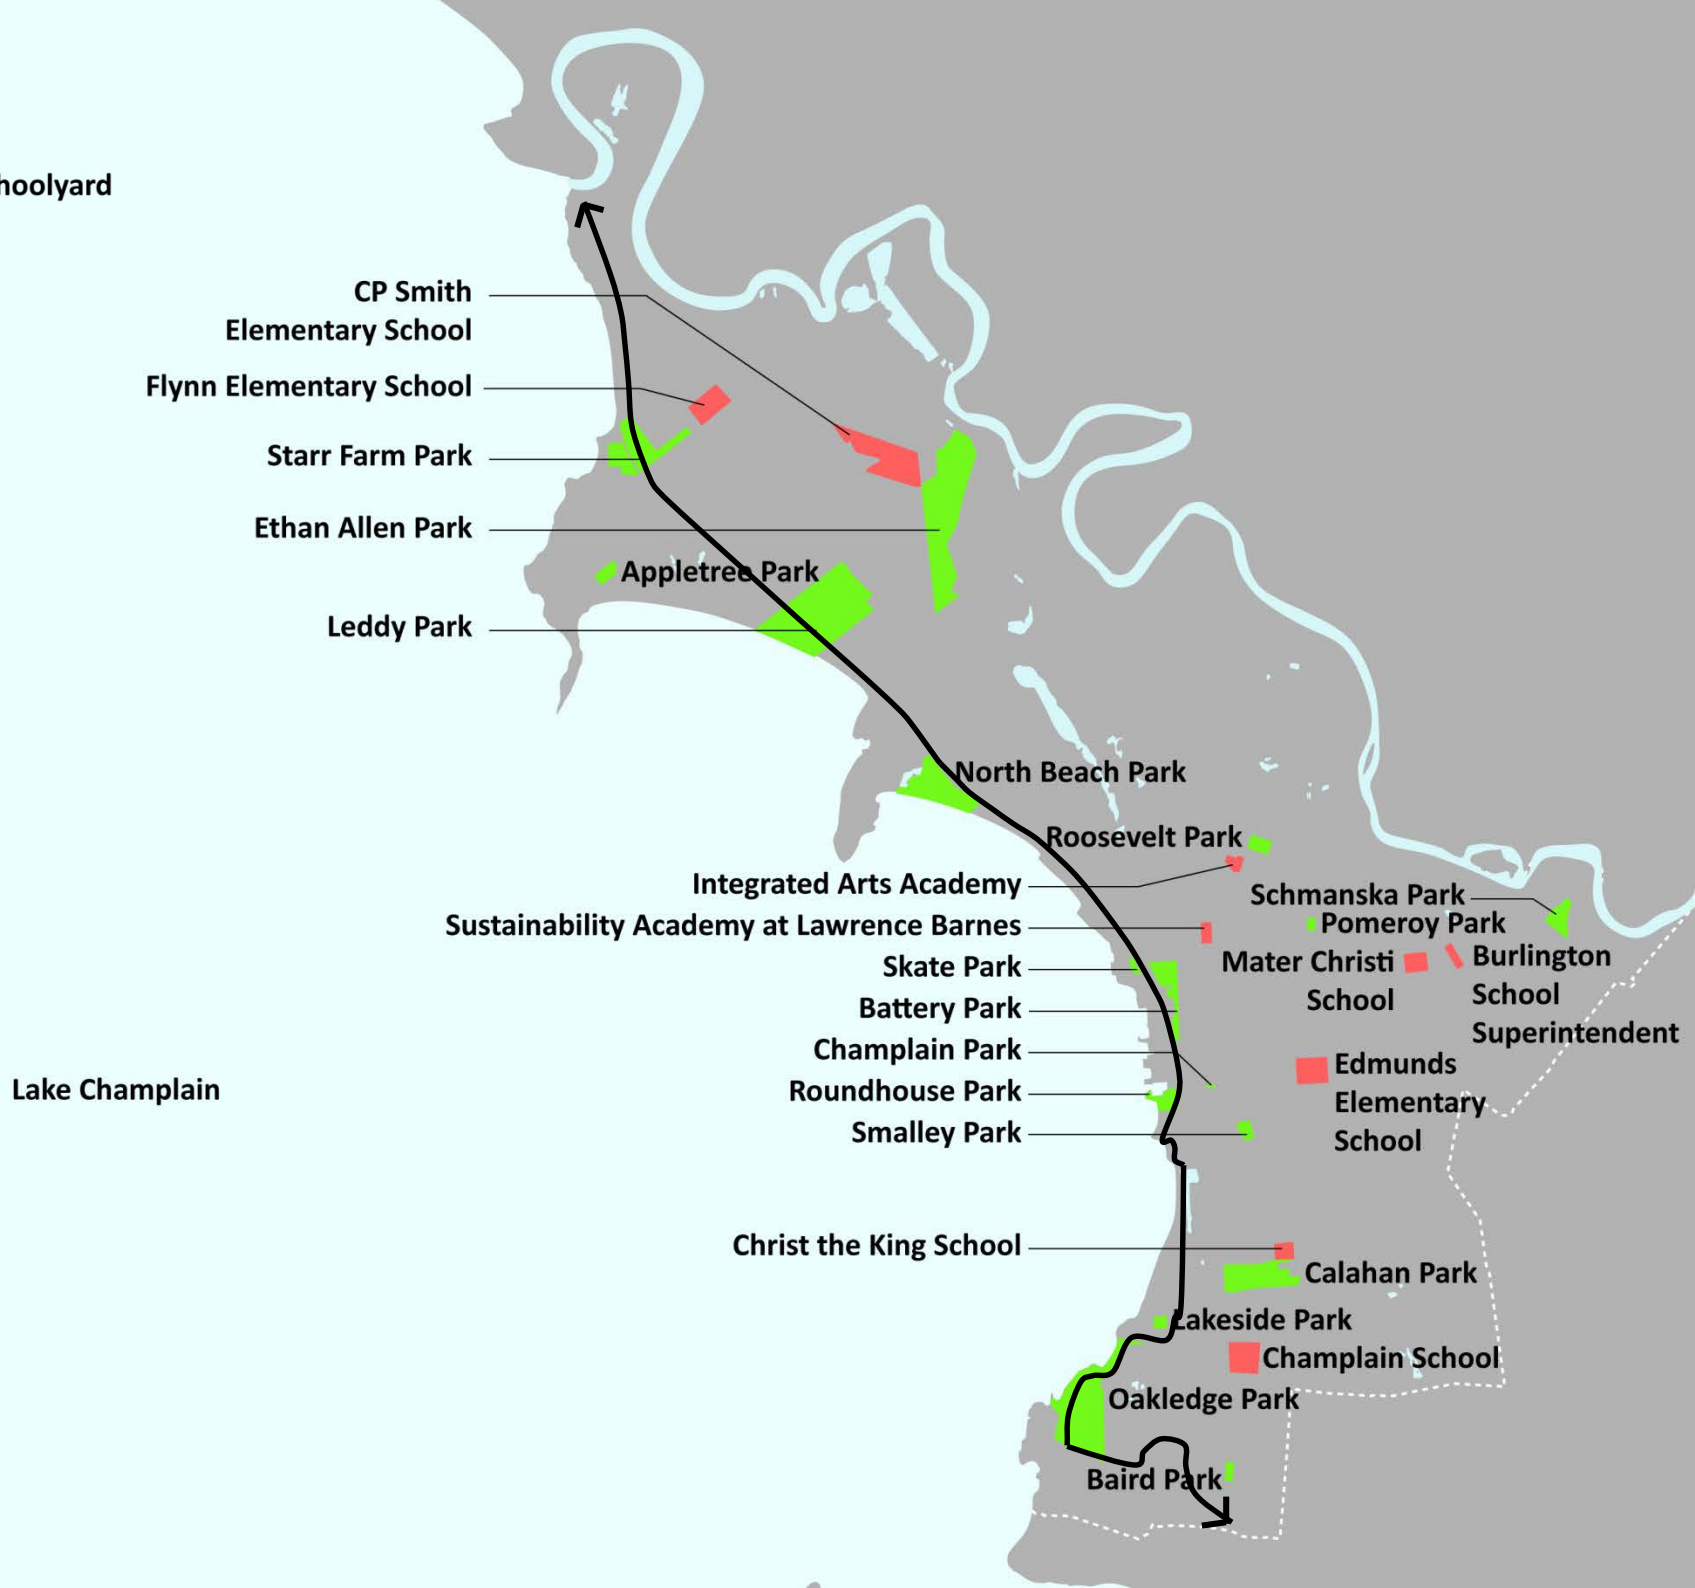 hoolyard
CP Smith
Elementary School
Flynn Elementary School
Starr Farm Park
Ethan Allen Park
Appletree Park
Leddy Park
North Beach Park
Roosevelt Park
Integrated Arts Academy
Schmanska Park
Sustainability Academy at Lawrence Barnes
Pomeroy Park
Skate Park
Mater Christi
School
Burlington
School
Superintendent
Battery Park
Champlain Park
Edmunds
Elementary
School
Lake Champlain
Roundhouse Park
Smalley Park
Christ the King School
Calahan Park
Lakeside Park
Champlain School
Oakledge Park
Baird Park